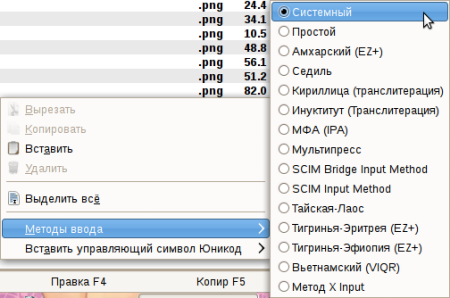 .png 24.4
.png 34.1
.png 10.5
.png 48.8
.png 56.1
.png 51.2
.png 82.0
Вырезать
Копировать
Вставить
Удалить
Выделить всё
Методы ввода
Вставить управляющий символ Юникод
Правка F4
Копир F5
Системный
Простой
Амхарский (EZ+)
Седиль
Кириллица (транслитерация)
Инуктитут (Транслитерация)
МФА (IPA)
Мультипресс
SCIM Bridge Input Method
SCIM Input Method
Тайская-Лаос
Тигринья-Эритрея (EZ+)
Тигринья-Эфиопия (EZ+)
Вьетнамский (VIQR)
Метод X Input